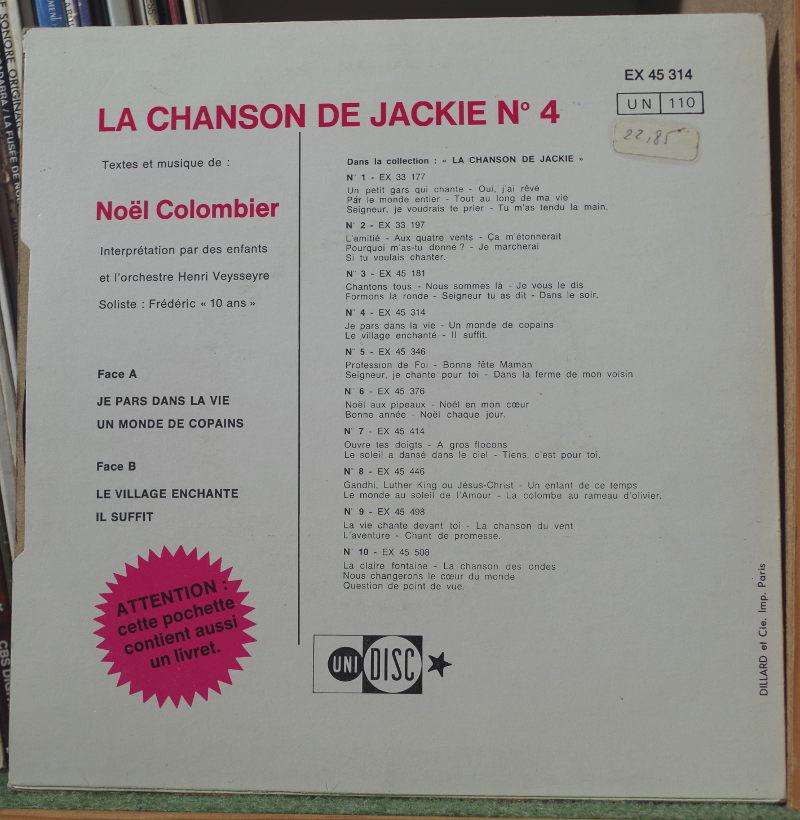 EX 45 314
UN 110
22,85
LA CHANSON DE JACKIE N° 4
Textes et musique de :
Noël Colombier
Interprétation par des enfants
et l'orchestre Henri Veysseyre
Soliste : Frédéric « 10 ans »
Face A
JE PARS DANS LA VIE
UN MONDE DE COPAINS
Face B
LE VILLAGE ENCHANTE
IL SUFFIT
ATTENTION :
cette pochette
contient aussi
un livret.
Dans la collection : « LA CHANSON DE JACKIE »
N° 1 - EX 33 177
Un petit gars qui chante - Oui, j'ai rêvé
Par le monde entier - Tout au long de ma vie
Seigneur, je voudrais te prier - Tu m'as tendu la main.
N° 2 - EX 33 197
L'amitié - Aux quatre vents - Ça m'étonnerait
Pourquoi m'as-tu donné ? - Je marcherai
Si tu voulais chanter.
N° 3 - EX 45 181
Chantons tous - Nous sommes là - Je vous le dis
Formons la ronde - Seigneur tu as dit - Dans le soir.
N° 4 - EX 45 314
Je pars dans la vie - Un monde de copains
Le village enchanté - Il suffit.
N° 5 - EX 45 346
Profession de Foi - Bonne fête Maman
Seigneur, je chante pour toi - Dans la ferme de mon voisin
N° 6 - EX 45 376
Noël aux pipeaux - Noël en mon cœur
Bonne année - Noël chaque jour.
N° 7 - EX 45 414
Ouvre tes doigts - A gros flocons
Le soleil a dansé dans le ciel - Tiens, c'est pour toi.
N° 8 - EX 45 446
Gandhi, Luther King ou Jésus-Christ - Un enfant de ce temps
Le monde au soleil de l'Amour - La colombe au rameau d'olivier.
N° 9 - EX 45 498
La vie chante devant toi - La chanson du vent
L'aventure - Chant de promesse.
N° 10 - EX 45 508
La claire fontaine - La chanson des ondes
Nous changerons le cœur du monde
Question de point de vue.
UNI DISC
DILLARD et Cie. Imp. Paris